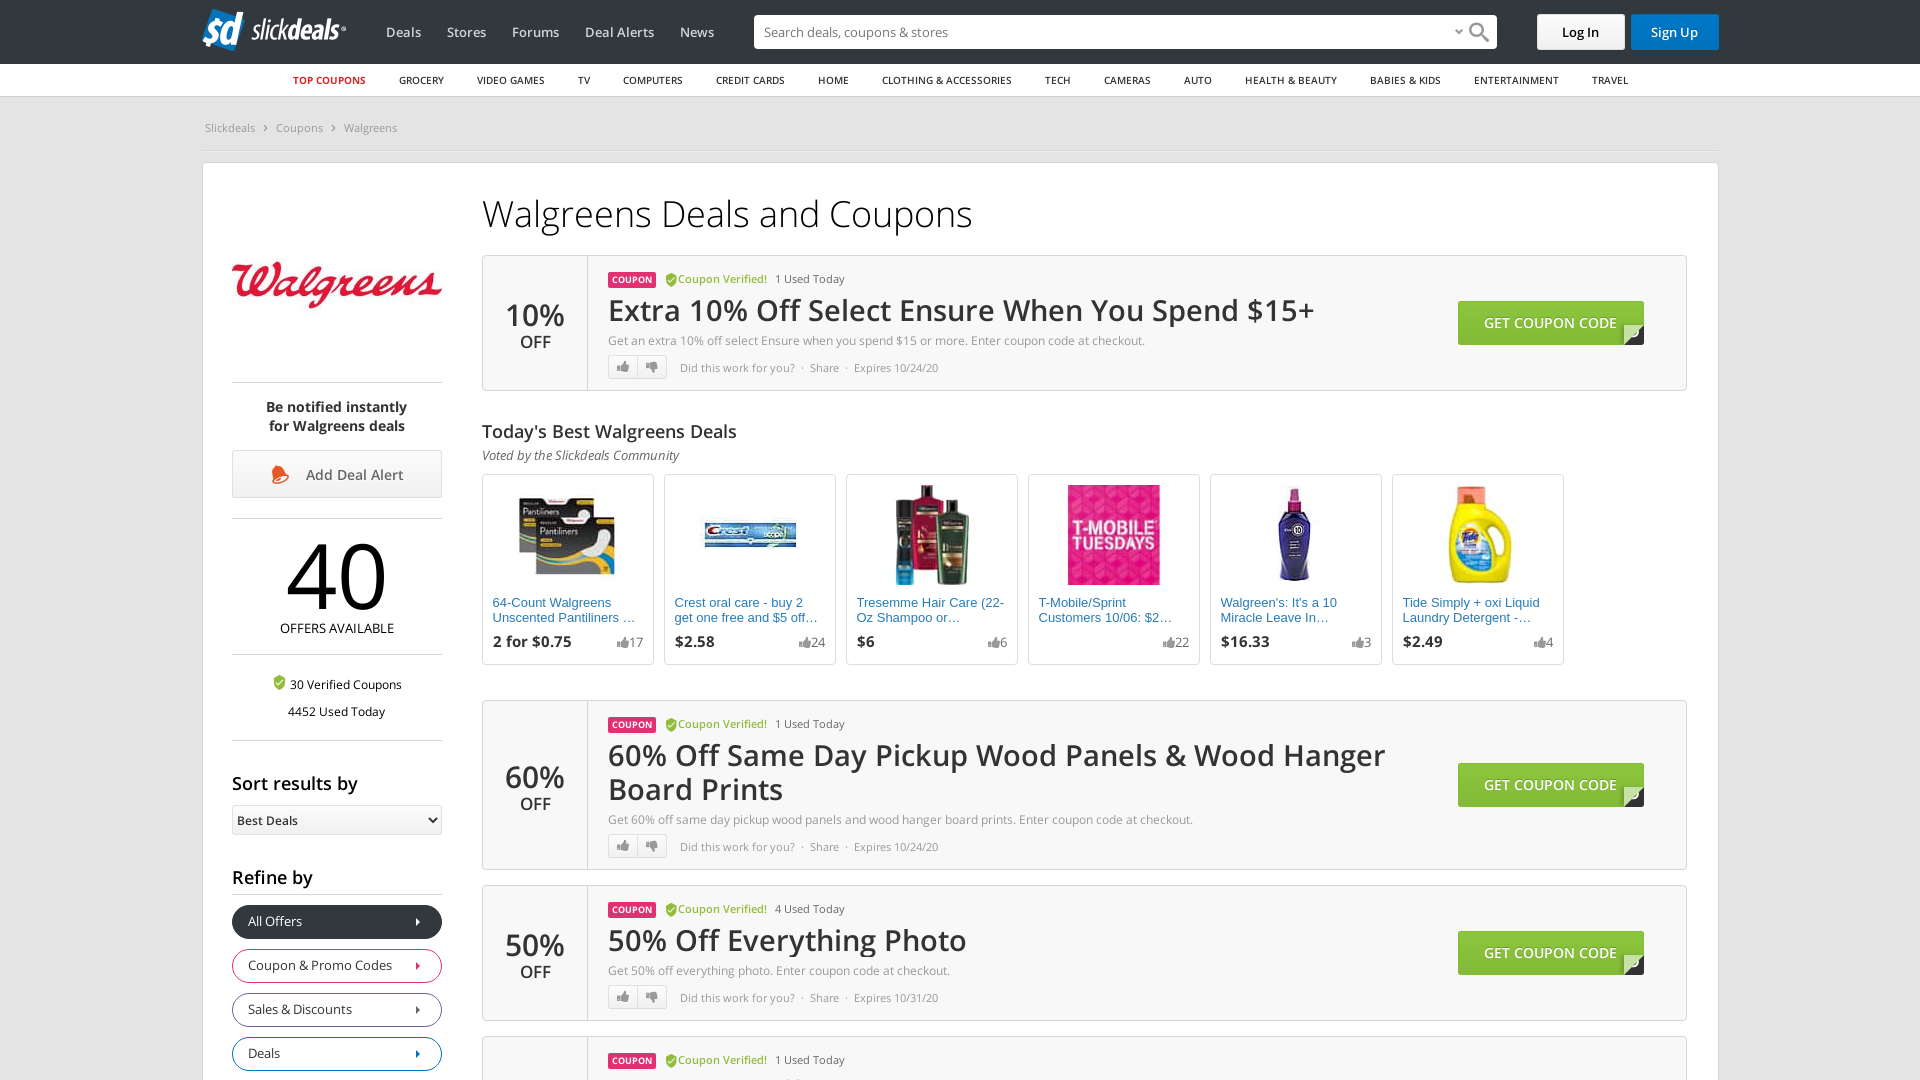 sd slickdeals
Deals Stores Forums Deal Alerts News
Search deals, coupons & stores
Log In
Sign Up
TOP COUPONS GROCERY VIDEO GAMES TV COMPUTERS CREDIT CARDS HOME CLOTHING & ACCESSORIES TECH CAMERAS AUTO HEALTH & BEAUTY BABIES & KIDS ENTERTAINMENT TRAVEL
Slickdeals Coupons Walgreens
Walgreens
Be notified instantly
for Walgreens deals
Add Deal Alert
40
OFFERS AVAILABLE
30 Verified Coupons
4452 Used Today
Sort results by
Best Deals
Refine by
All Offers
Coupon & Promo Codes
Sales & Discounts
Deals
Walgreens Deals and Coupons
10%
OFF
COUPON Coupon Verified! 1 Used Today
Extra 10% Off Select Ensure When You Spend $15+
Get an extra 10% off select Ensure when you spend $15 or more. Enter coupon code at checkout.
Did this work for you? · Share · Expires 10/24/20
GET COUPON CODE
Today's Best Walgreens Deals
Voted by the Slickdeals Community
Pantiliners
Pantiliners
64-Count Walgreens
Unscented Pantiliners ...
2 for $0.75 17
Crest
Scope
Crest oral care - buy 2
get one free and $5 off...
$2.58 24
Tresemme Hair Care (22-
Oz Shampoo or...
$6 6
T-MOBILE
TUESDAYS
T-Mobile/Sprint
Customers 10/06: $2...
22
10
Walgreen's: It's a 10
Miracle Leave In...
$16.33 3
Tide
Tide Simply + oxi Liquid
Laundry Detergent -...
$2.49 4
60%
OFF
COUPON Coupon Verified! 1 Used Today
60% Off Same Day Pickup Wood Panels & Wood Hanger
Board Prints
Get 60% off same day pickup wood panels and wood hanger board prints. Enter coupon code at checkout.
Did this work for you? · Share · Expires 10/24/20
GET COUPON CODE
50%
OFF
COUPON Coupon Verified! 4 Used Today
50% Off Everything Photo
Get 50% off everything photo. Enter coupon code at checkout.
Did this work for you? · Share · Expires 10/31/20
GET COUPON CODE
COUPON Coupon Verified! 1 Used Today